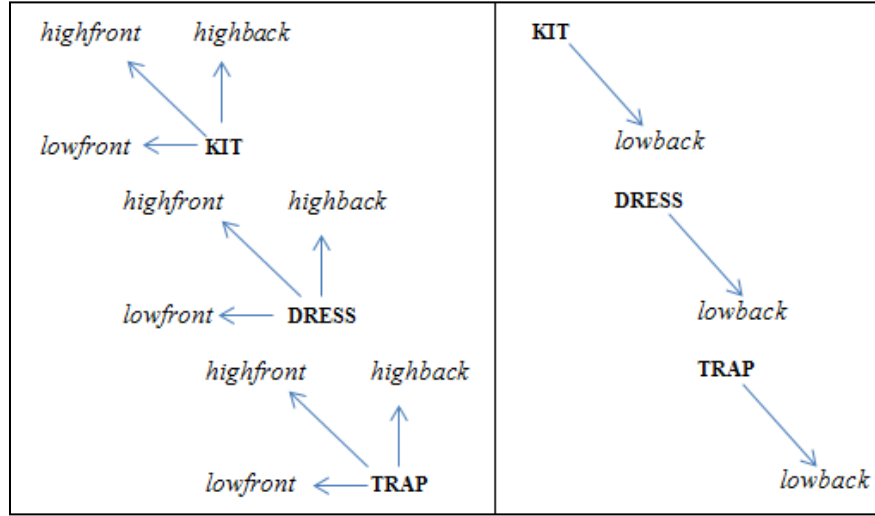 highfront highback
lowfront KIT
highfront highback
lowfront DRESS
highfront highback
lowfront TRAP
KIT
lowback
DRESS
lowback
TRAP
lowback